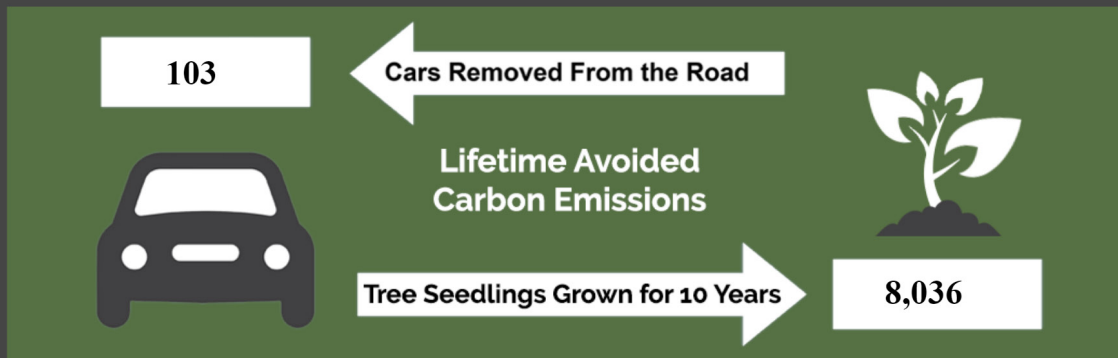 103
Cars Removed From the Road
Lifetime Avoided
Carbon Emissions
Tree Seedlings Grown for 10 Years
8,036